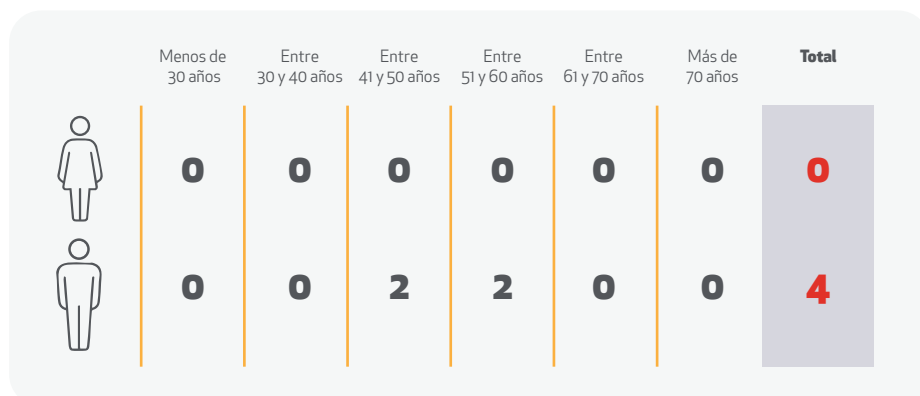 Menos de 30 años
Entre 30 y 40 años
Entre 41 y 50 años
Entre 51 y 60 años
Entre 61 y 70 años
Más de 70 años
Total
0 0 0 0 0 0 0
0 0 2 2 0 0 4